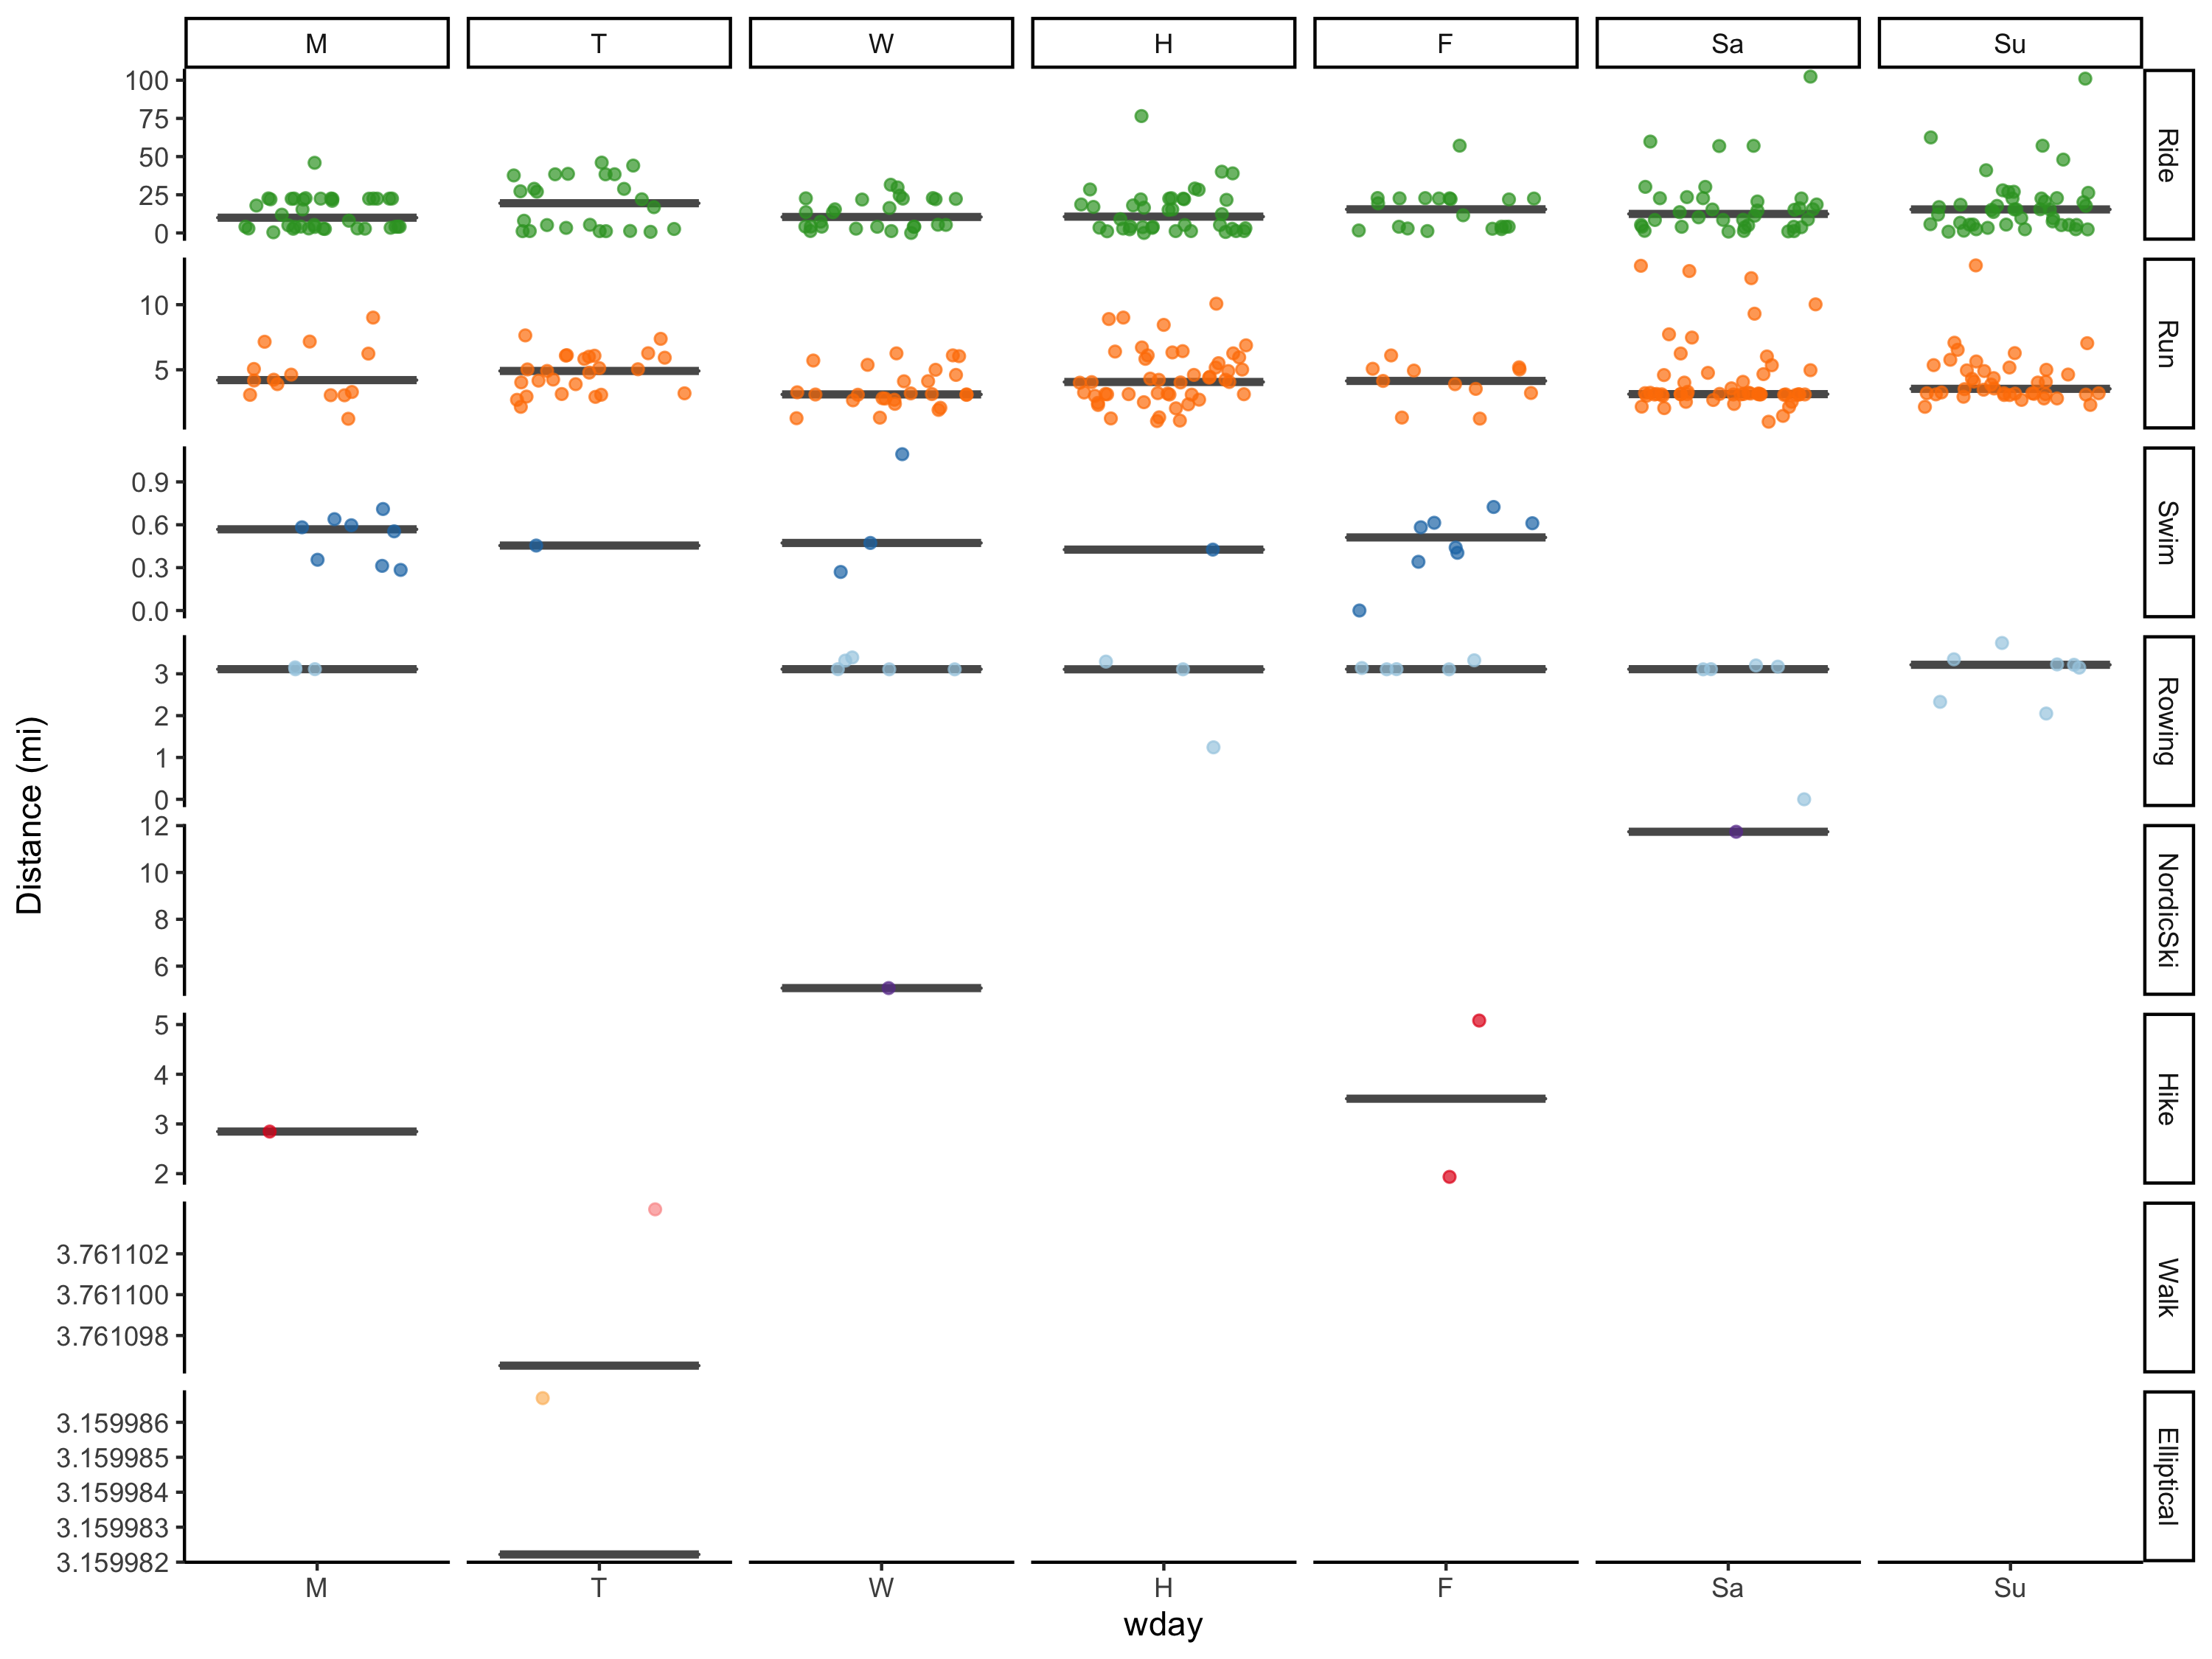 M T W H F Sa Su
100
75
50
25
0
Ride
10
5
Run
0.9
0.6
0.3
0.0
Swim
3
2
1
0
Rowing
12
10
8
6
NordicSki
5
4
3
2
Hike
3.761102
3.761100
3.761098
Walk
3.159986
3.159985
3.159984
3.159983
3.159982
Elliptical
Distance (mi)
M T W H F Sa Su
wday